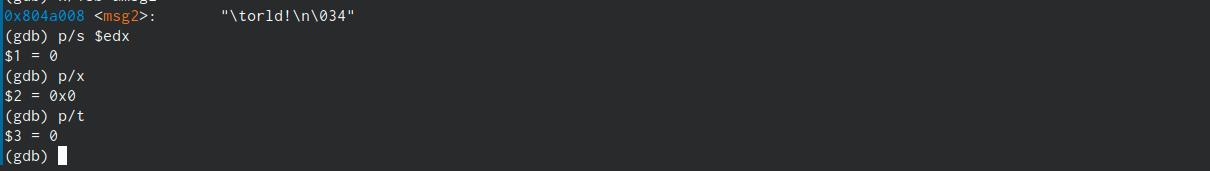 0x804a008 <msg2>: "\torld!\n\034"
(gdb) p/s $edx
$1 = 0
(gdb) p/x
$2 = 0x0
(gdb) p/t
$3 = 0
(gdb)